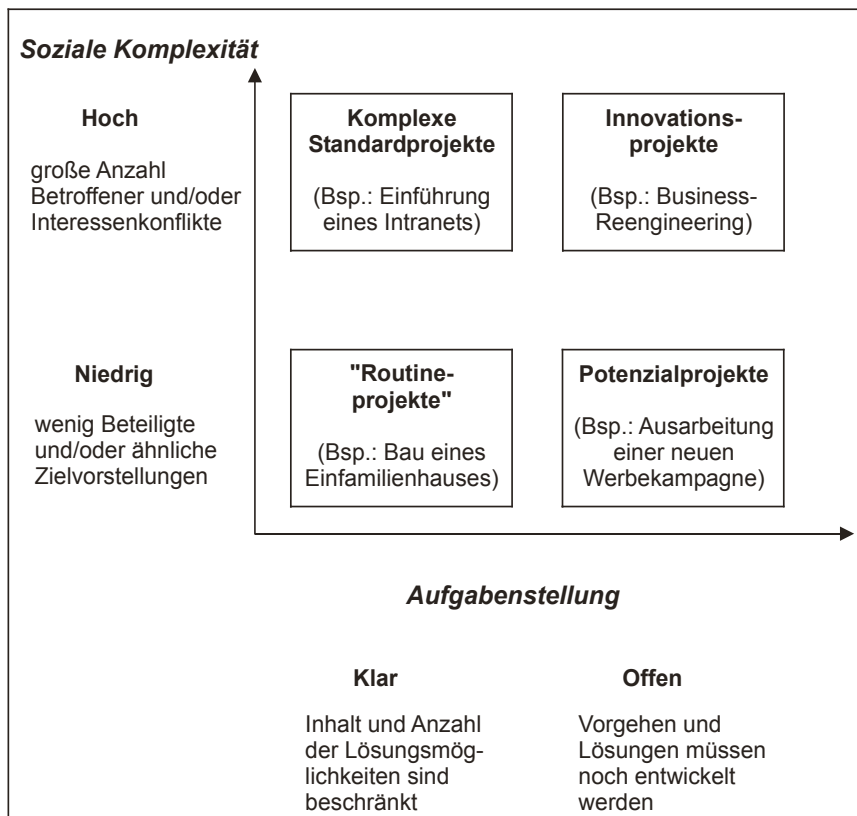 Soziale Komplexität
Hoch
große Anzahl
Betroffener und/oder
Interessenkonflikte
Komplexe
Standardprojekte
(Bsp.: Einführung
eines Intranets)
Innovations-
projekte
(Bsp.: Business-
Reengineering)
Niedrig
wenig Beteiligte
und/oder ähnliche
Zielvorstellungen
"Routine-
projekte"
(Bsp.: Bau eines
Einfamilienhauses)
Potenzialprojekte
(Bsp.: Ausarbeitung
einer neuen
Werbekampagne)
Aufgabenstellung
Klar
Inhalt und Anzahl
der Lösungsmög-
lichkeiten sind
beschränkt
Offen
Vorgehen und
Lösungen müssen
noch entwickelt
werden